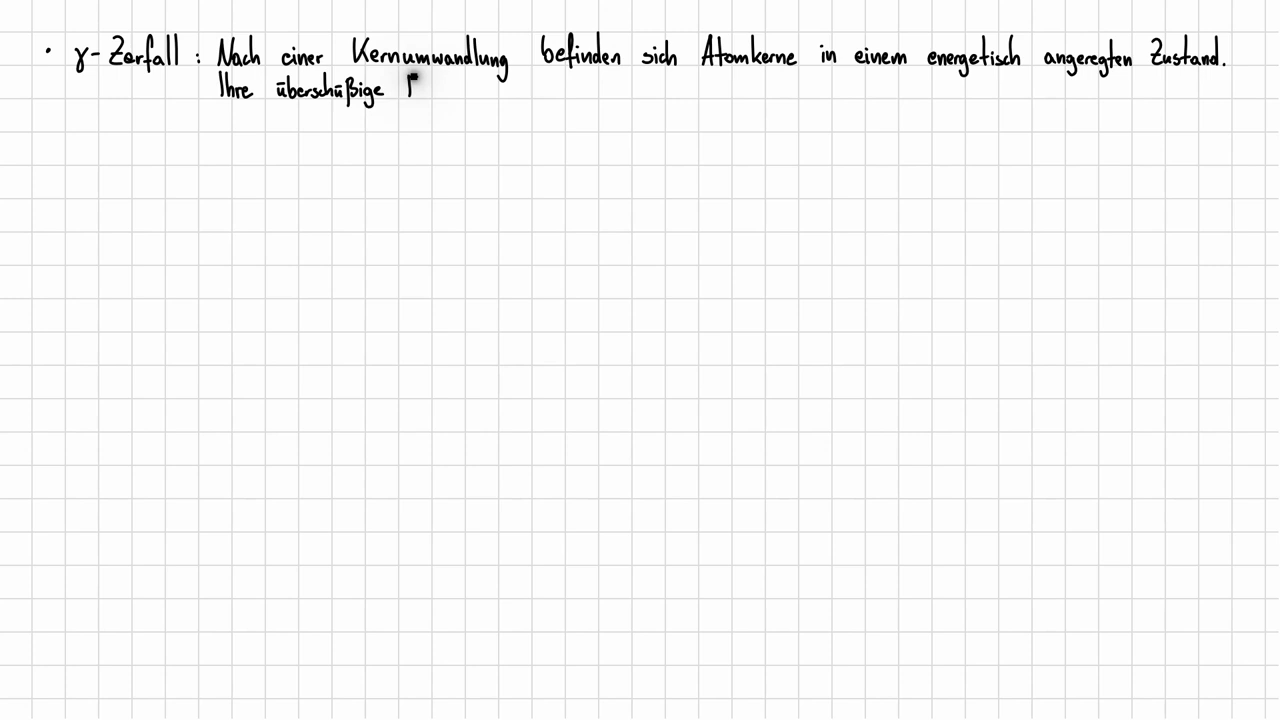 • γ-Zerfall: Nach einer Kernumwandlung befinden sich Atomkerne in einem energetisch angeregten Zustand.
Ihre überschüßige